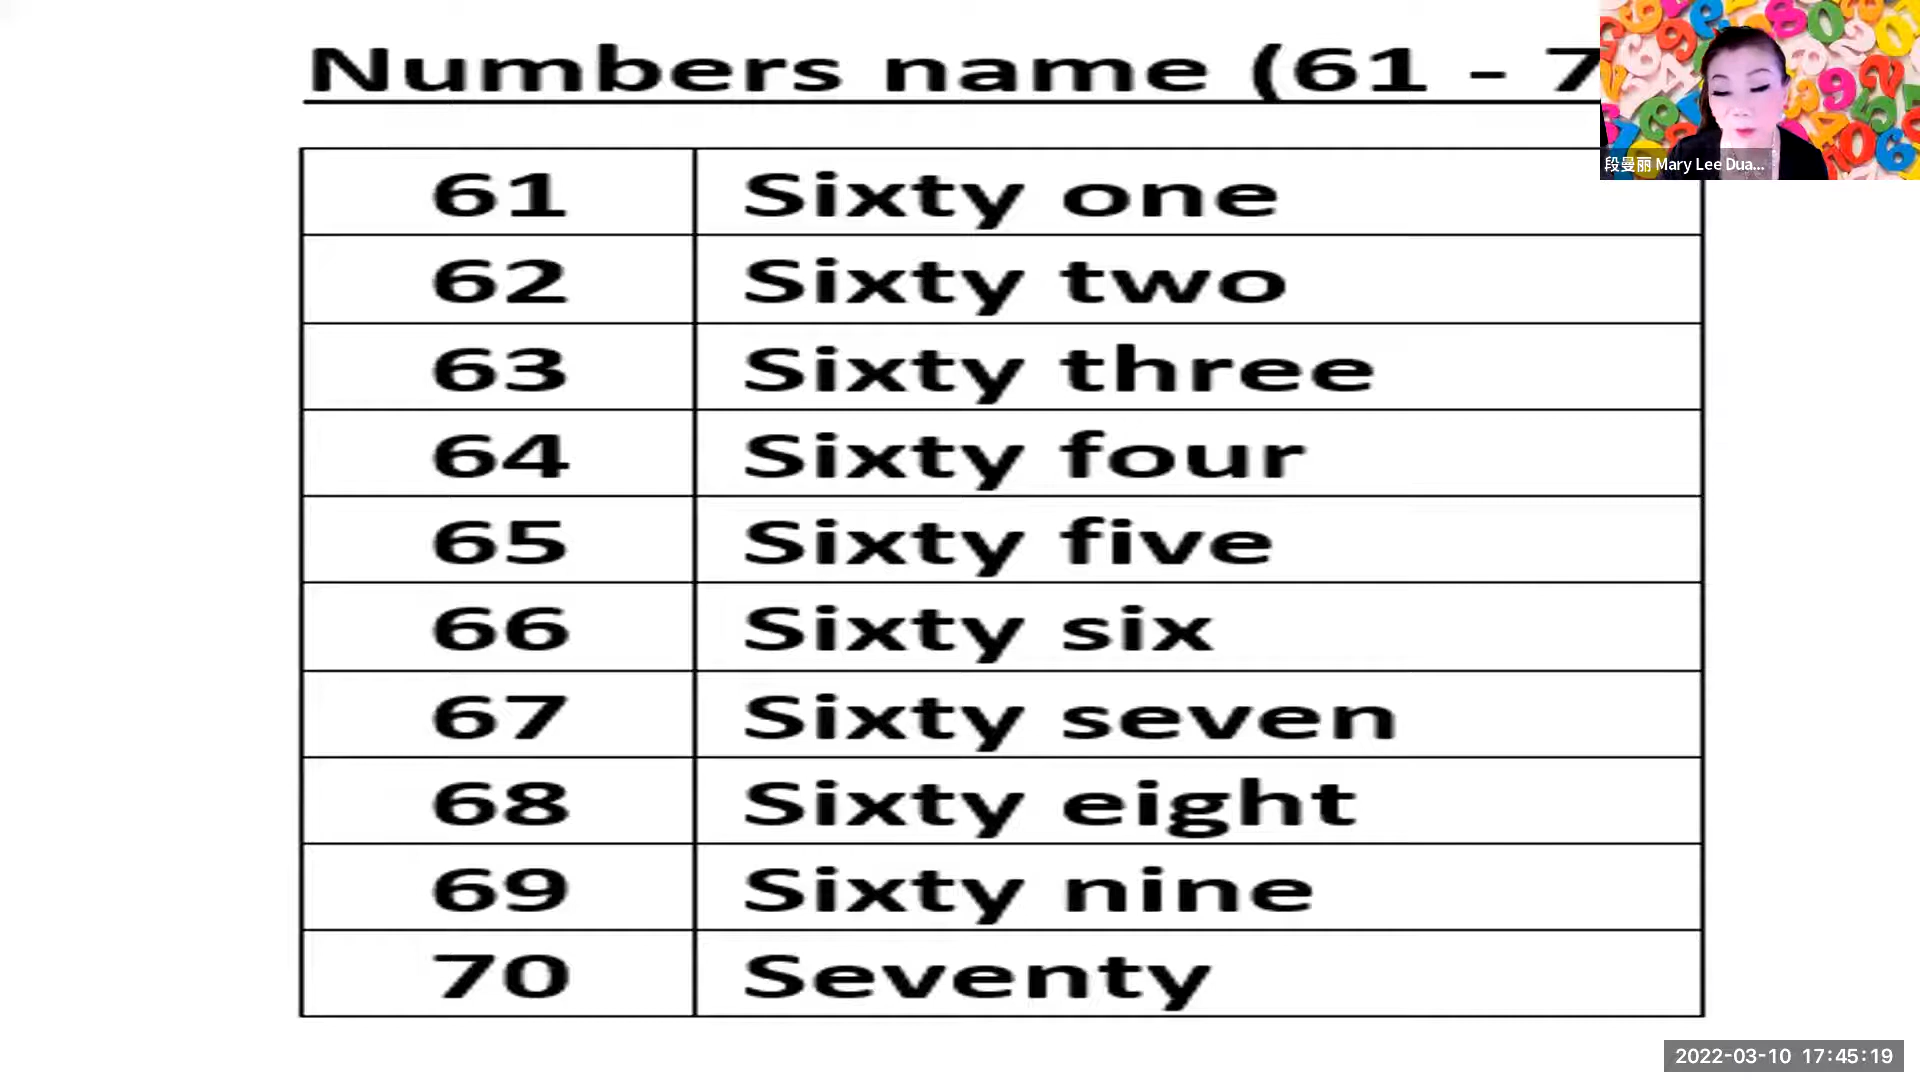 Numbers name (61 - 7
段曼丽 Mary Lee Dua...
61 Sixty one
62 Sixty two
63 Sixty three
64 Sixty four
65 Sixty five
66 Sixty six
67 Sixty seven
68 Sixty eight
69 Sixty nine
70 Seventy
2022-03-10 17:45:19